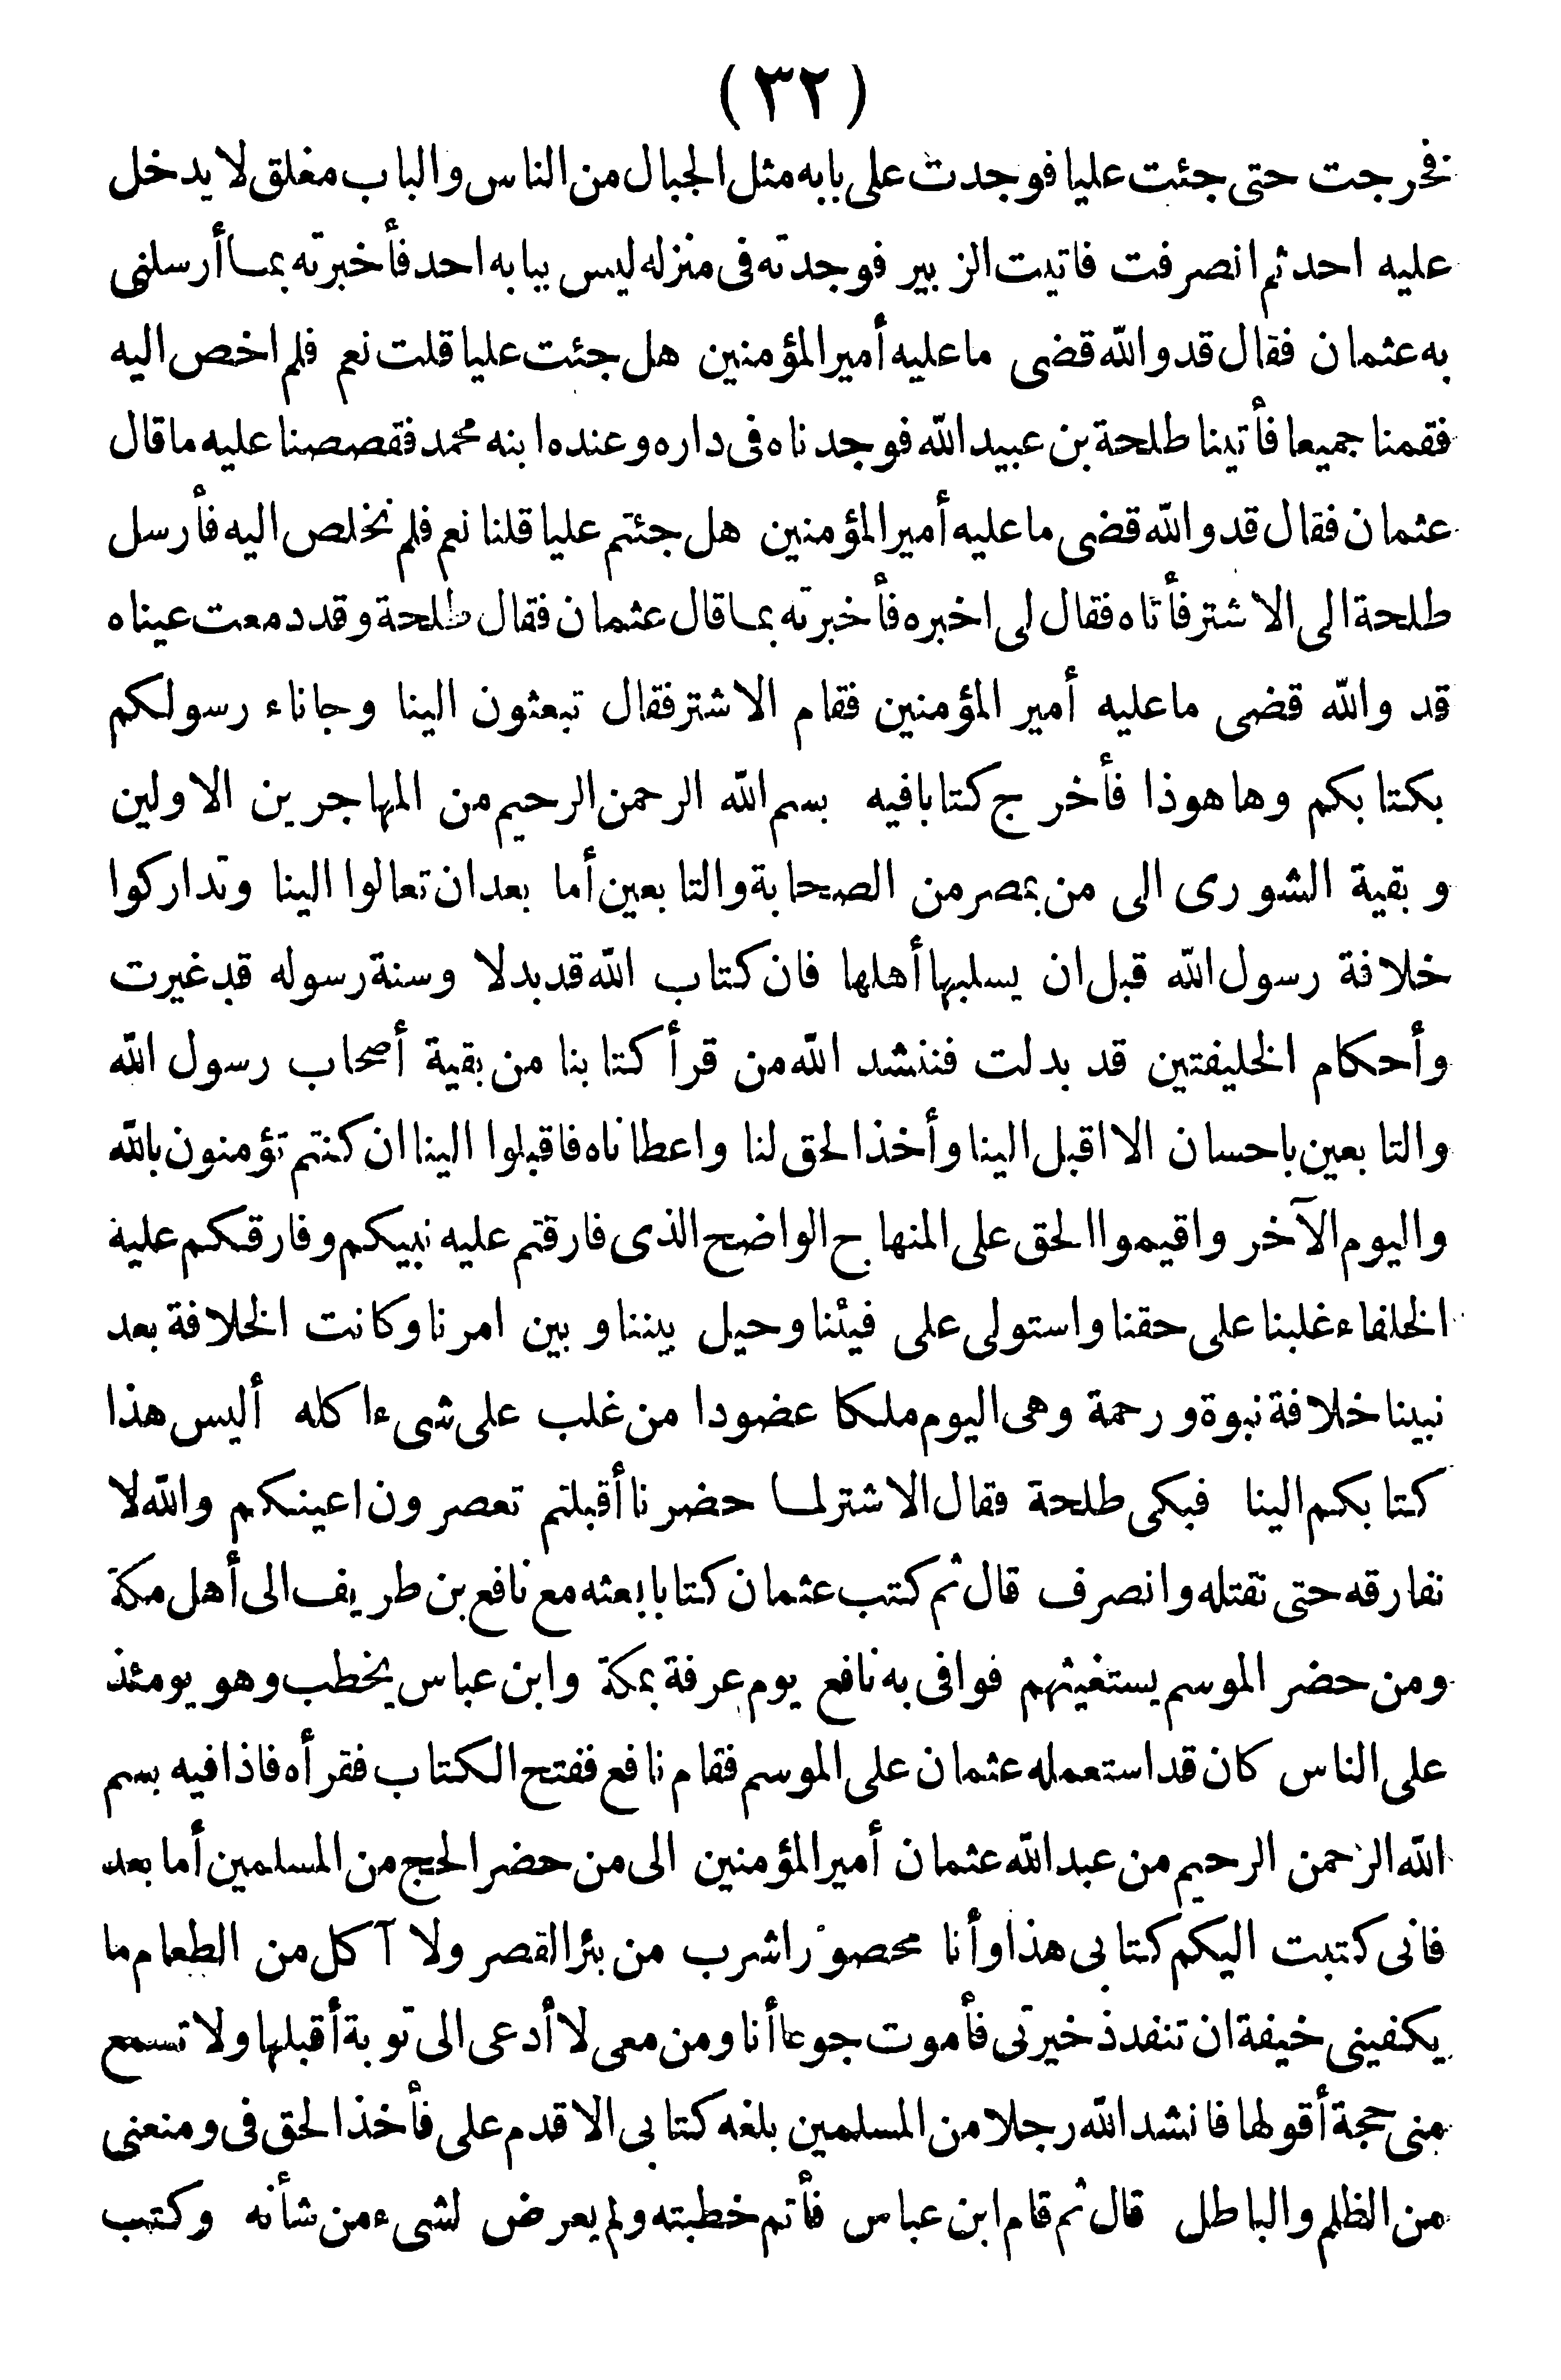 (٣٢)
فخرجت حتى جئت عليا فوجدت على بابه مثل الجبال من الناس والباب مغلق لا يدخل
عليه احد ثم انصرفت فاتيت الزبير فوجدته فى منزله ليس ببابه احد فأخبرته بما أرسلنى
به عثمان فقال قد والله قضى ما عليه أمير المؤمنين هل جئت عليا قلت نعم فلم اخص اليه
فقمنا جميعا فأتينا طلحة بن عبيد الله فوجدناه فى داره وعنده ابنه محمد فقصصنا عليه ما قال
عثمان فقال قد والله قضى ما عليه أمير المؤمنين هل جئتم عليا قلنا نعم فلم نخلص اليه فأرسل
طلحة الى الاشتر فأتاه فقال لى اخبره فأخبرته بما قال عثمان فقال طلحة وقد دمعت عيناه
قد والله قضى ما عليه أمير المؤمنين فقام الاشتر فقال تبعثون الينا وجاناء رسولكم
بكتابكم وها هوذا فأخرج كتابا فيه بسم الله الرحمن الرحيم من المهاجرين الاولين
وبقية الشورى الى من بمصر من الصحابة والتابعين أما بعد ان تعالوا الينا وتداركوا
خلافة رسول الله قبل ان يسلبها أهلها فان كتاب الله قد بدلا وسنة رسوله قد غيرت
وأحكام الخليفتين قد بدلت فننشد الله من قرأ كتابنا من بقية أصحاب رسول الله
والتابعين باحسان الا اقبل الينا وأخذ الحق لنا واعطاناه فاقبلوا الينا ان كنتم تؤمنون بالله
واليوم الآخر واقيموا الحق على المنهاج الواضح الذى فارقتم عليه نبيكم وفارقكم عليه
الخلفاء غلبنا على حقنا واستولى على فيئنا وحيل بيننا وبين امرنا وكانت الخلافة بعد
نبينا خلافة نبوة ورحمة وهى اليوم ملكا عضودا من غلب على شىء اكله أليس هذا
كتابكم الينا فبكى طلحة فقال الاشتر لما حضرنا أقبلتم تعصرون اعينكم والله لا
نفارقه حتى نقتله وانصرف قال ثم كتب عثمان كتابا بعثه مع نافع بن طريف الى أهل مكة
ومن حضر الموسم يستغيثهم فوافى به نافع يوم عرفة بمكة وابن عباس يخطب وهو يومئذ
على الناس كان قد استعمله عثمان على الموسم فقام نافع ففتح الكتاب فقرأه فاذا فيه بسم
الله الرحمن الرحيم من عبد الله عثمان أمير المؤمنين الى من حضر الحج من المسلمين أما بعد
فانى كتبت اليكم كتابى هذا وأنا محصور اشرب من بئر القصر ولا آكل من الطعام ما
يكفينى خيفة ان تنفد ذخيرتى فأموت جوعا أنا ومن معى لا أدعى الى توبة أقبلها ولا تسمع
منى حجة أقولها فانشد الله رجلا من المسلمين بلغه كتابى الا قدم على فأخذ الحق فى ومنعنى
من الظلم والباطل قال ثم قام ابن عباس فأتم خطبته ولم يعرض لشىء من شأنه وكتب